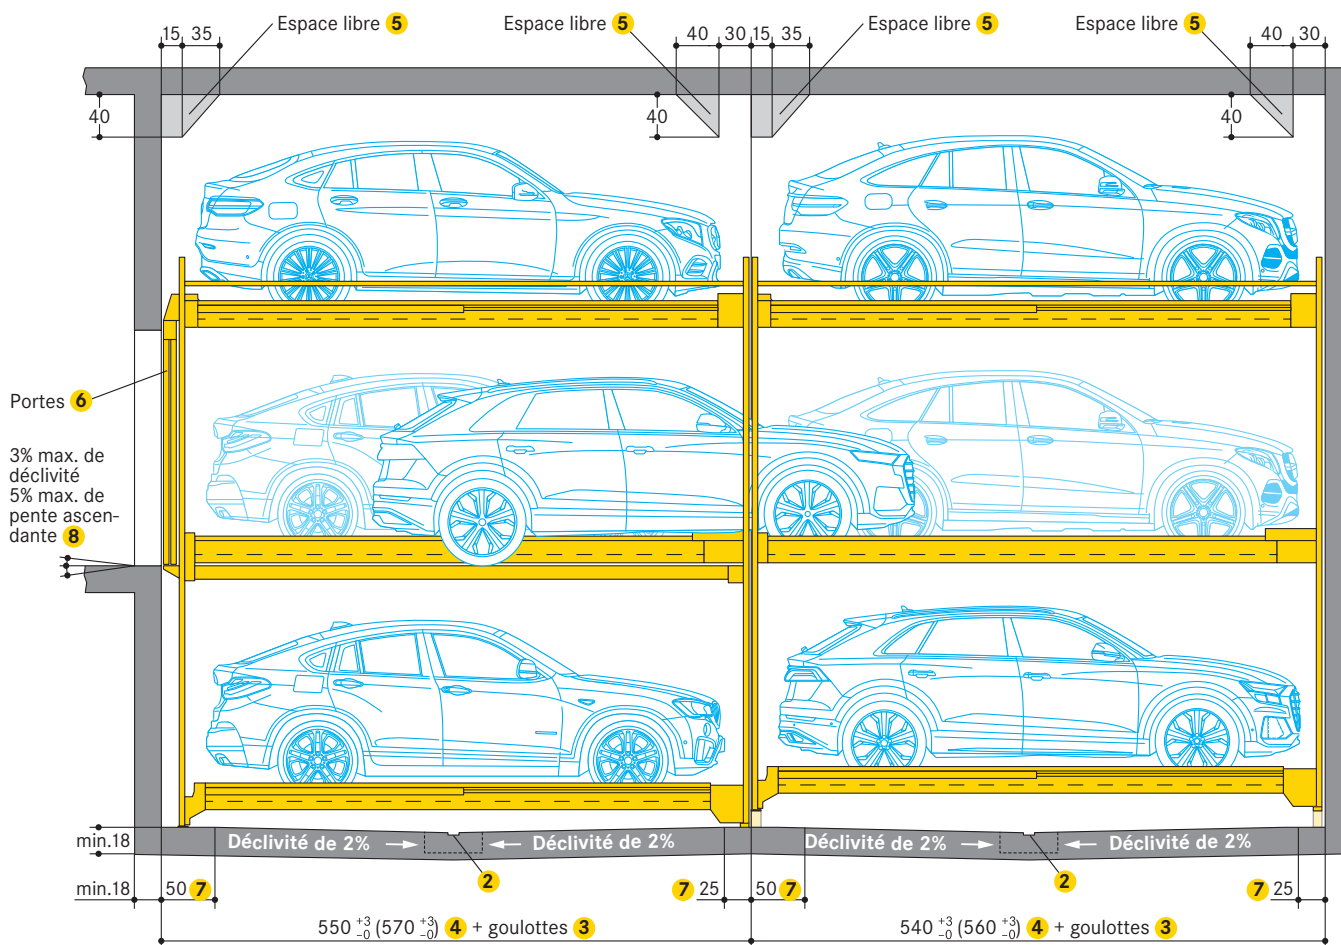 Espace libre 5
Espace libre 5
Espace libre 5
Espace libre 5
15 35
40 30 15 35
40 30
40
40
40
Portes 6
3% max. de
déclivité
5% max. de
pente ascen-
dante 8
min.18
Déclivité de 2%
Déclivité de 2%
Déclivité de 2%
Déclivité de 2%
2
2
min.18
50 7
7 25
50 7
7 25
550 +3 -0 (570 +3 -0) 4 + goulottes 3
540 +3 -0 (560 +3 -0) 4 + goulottes 3